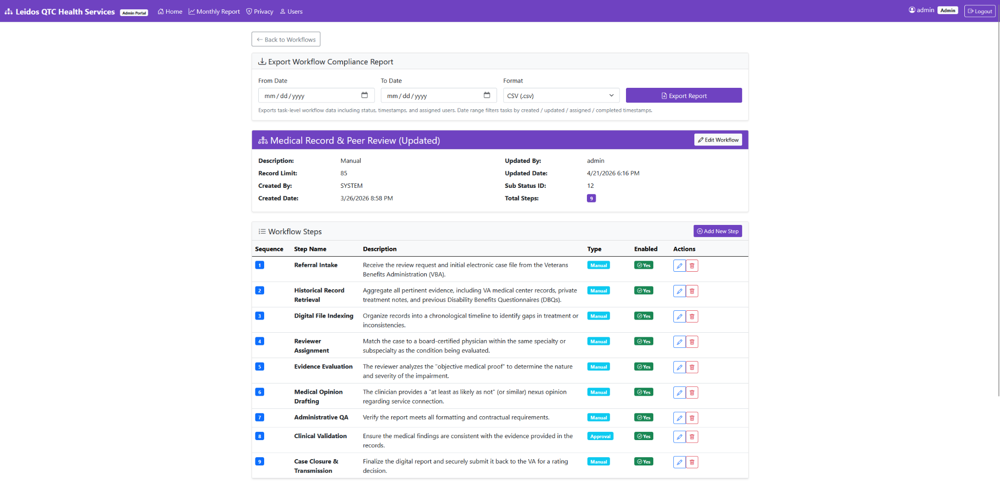 Leidos QTC Health Services Admin Portal Home Monthly Report Privacy Users admin Admin Logout
← Back to Workflows
Export Workflow Compliance Report
From Date To Date Format
mm/dd/yyyy mm/dd/yyyy CSV (.csv) Export Report
Exports task-level workflow data including status, timestamps, and assigned users. Date range filters tasks by created / updated / assigned / completed timestamps.
Medical Record & Peer Review (Updated) Edit Workflow
Description: Manual Updated By: admin
Record Limit: 85 Updated Date: 4/21/2026 6:16 PM
Created By: SYSTEM Sub Status ID: 12
Created Date: 3/26/2026 8:58 PM Total Steps: 9
Workflow Steps Add New Step
Sequence Step Name Description Type Enabled Actions
1 Referral Intake Receive the review request and initial electronic case file from the Veterans Manual Yes
Benefits Administration (VBA).
2 Historical Record Aggregate all pertinent evidence, including VA medical center records, private Manual Yes
Retrieval treatment notes, and previous Disability Benefits Questionnaires (DBQs).
3 Digital File Indexing Organize records into a chronological timeline to identify gaps in treatment or Manual Yes
inconsistencies.
4 Reviewer Match the case to a board-certified physician within the same specialty or Manual Yes
Assignment subspecialty as the condition being evaluated.
5 Evidence Evaluation The reviewer analyzes the "objective medical proof" to determine the nature Manual Yes
and severity of the impairment.
6 Medical Opinion The clinician provides a "at least as likely as not" (or similar) nexus opinion Manual Yes
Drafting regarding service connection.
7 Administrative QA Verify the report meets all formatting and contractual requirements. Manual Yes
8 Clinical Validation Ensure the medical findings are consistent with the evidence provided in the Approval Yes
records.
9 Case Closure & Finalize the digital report and securely submit it back to the VA for a rating Manual Yes
Transmission decision.